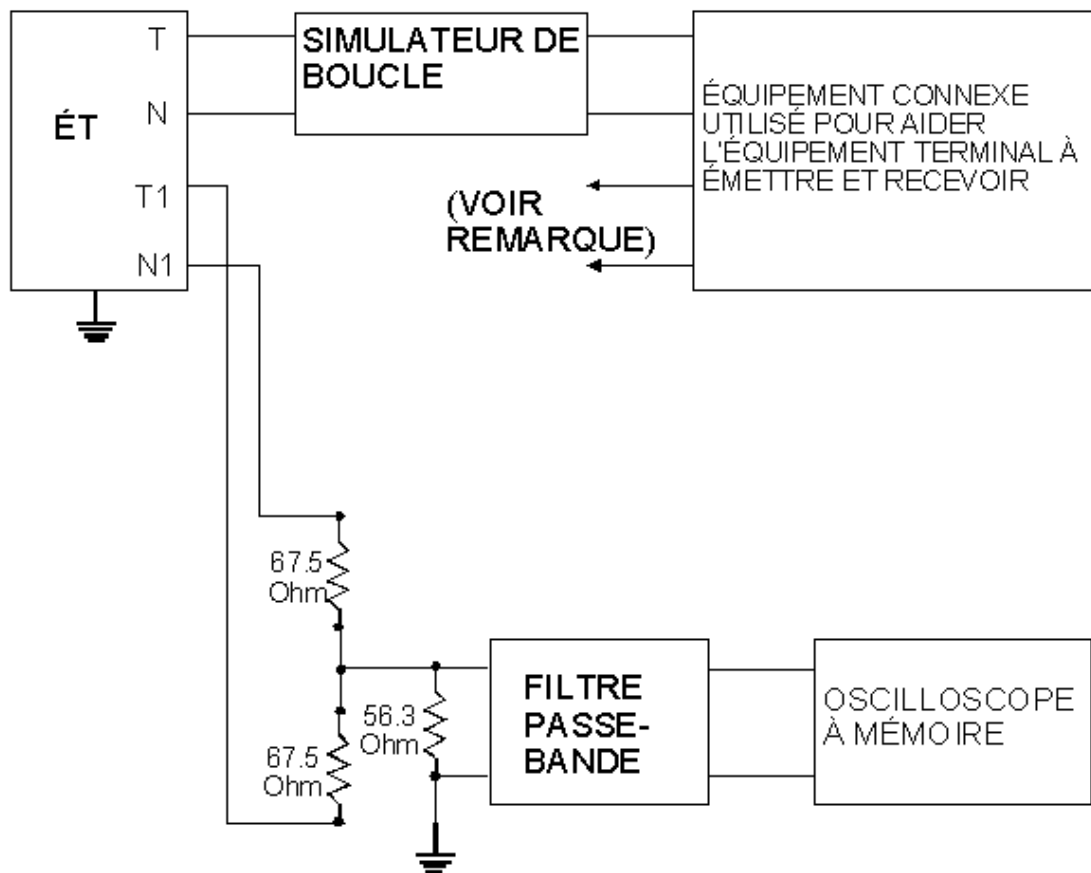 ÉT
T
N
T1
N1
SIMULATEUR DE
BOUCLE
ÉQUIPEMENT CONNEXE
UTILISÉ POUR AIDER
L'ÉQUIPEMENT TERMINAL À
ÉMETTRE ET RECEVOIR
(VOIR
REMARQUE)
67.5
Ohm
67.5
Ohm
56.3
Ohm
FILTRE
PASSE-
BANDE
OSCILLOSCOPE
À MÉMOIRE